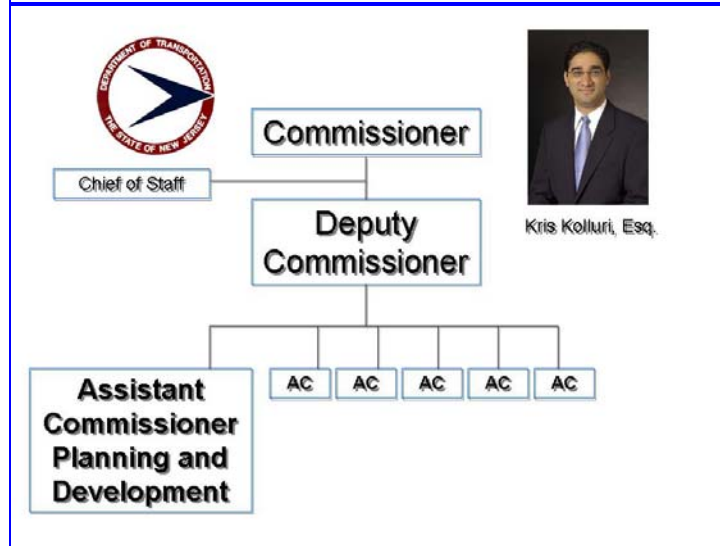 DEPARTMENT OF TRANSPORTATION
THE STATE OF NEW JERSEY
Commissioner
Chief of Staff
Deputy
Commissioner
Kris Kolluri, Esq.
AC AC AC AC AC
Assistant
Commissioner
Planning and
Development